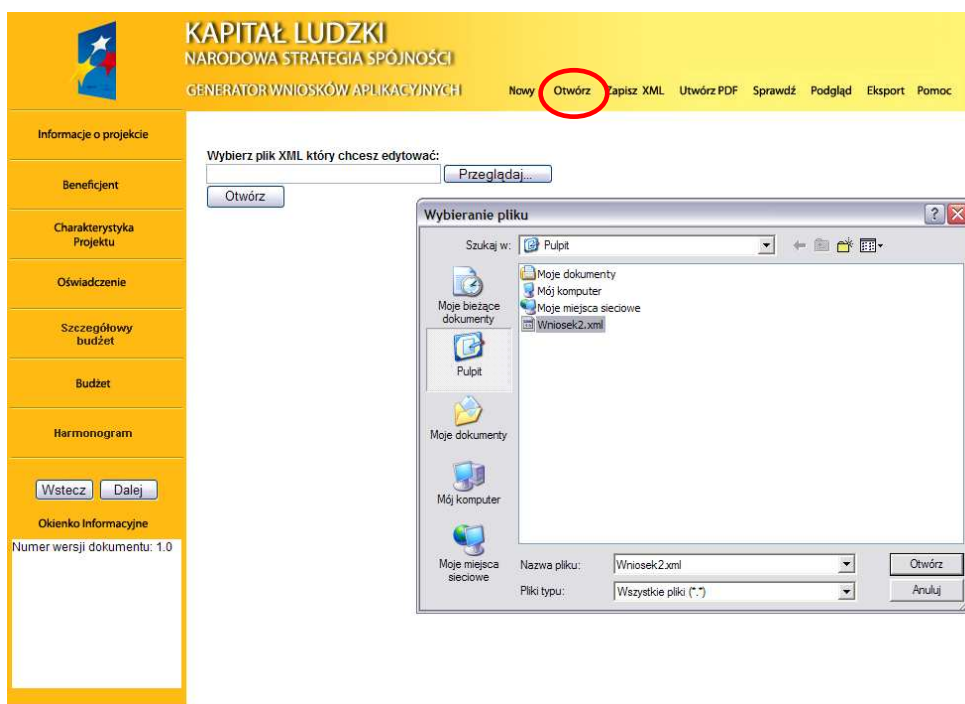 KAPITAŁ LUDZKI
NARODOWA STRATEGIA SPÓJNOŚCI
GENERATOR WNIOSKÓW APLIKACYJNYCH
Nowy Otwórz Zapisz XML Utwórz PDF Sprawdź Podgląd Eksport Pomoc
Informacje o projekcie
Beneficjent
Charakterystyka
Projektu
Oświadczenie
Szczegółowy
budżet
Budżet
Harmonogram
Wstecz Dalej
Okienko Informacyjne
Numer wersji dokumentu: 1.0
Wybierz plik XML który chcesz edytować:
Przeglądaj...
Otwórz
Wybieranie pliku
Szukaj w: Pulpit
Moje bieżące
dokumenty
Pulpit
Moje dokumenty
Mój komputer
Moje miejsca
sieciowe
Moje dokumenty
Mój komputer
Moje miejsca sieciowe
Wniosek2.xml
Nazwa pliku: Wniosek2.xml Otwórz
Pliki typu: Wszystkie pliki (*.*) Anuluj